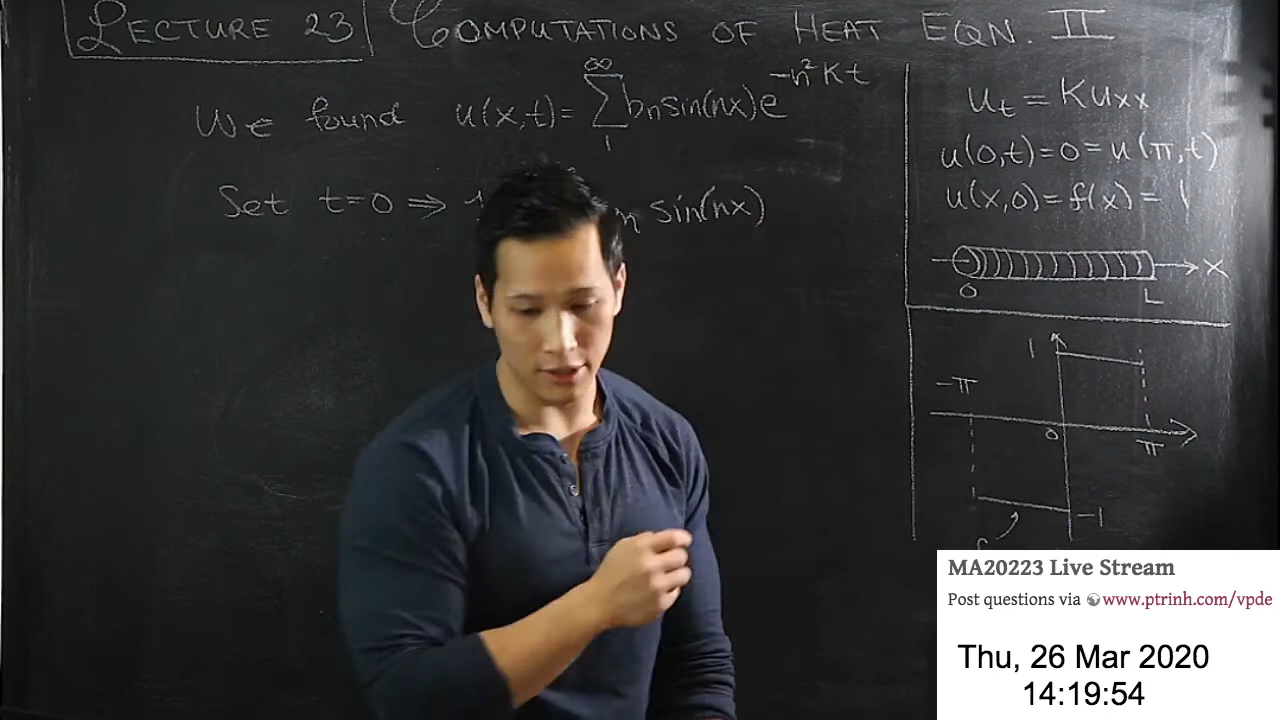 LECTURE 23 COMPUTATIONS OF HEAT EQN. II
We found u(x,t) = ∑₁^∞ bn sin(nx) e^{-n²Kt}
Set t=0 ⇒ sin(nx)
ut = Kuxx
u(0,t)=0=u(π,t)
u(x,0)=f(x)=1
x
0 L
1
-π
0
π
-1
MA20223 Live Stream
Post questions via www.ptrinh.com/vpde
Thu, 26 Mar 2020
14:19:54